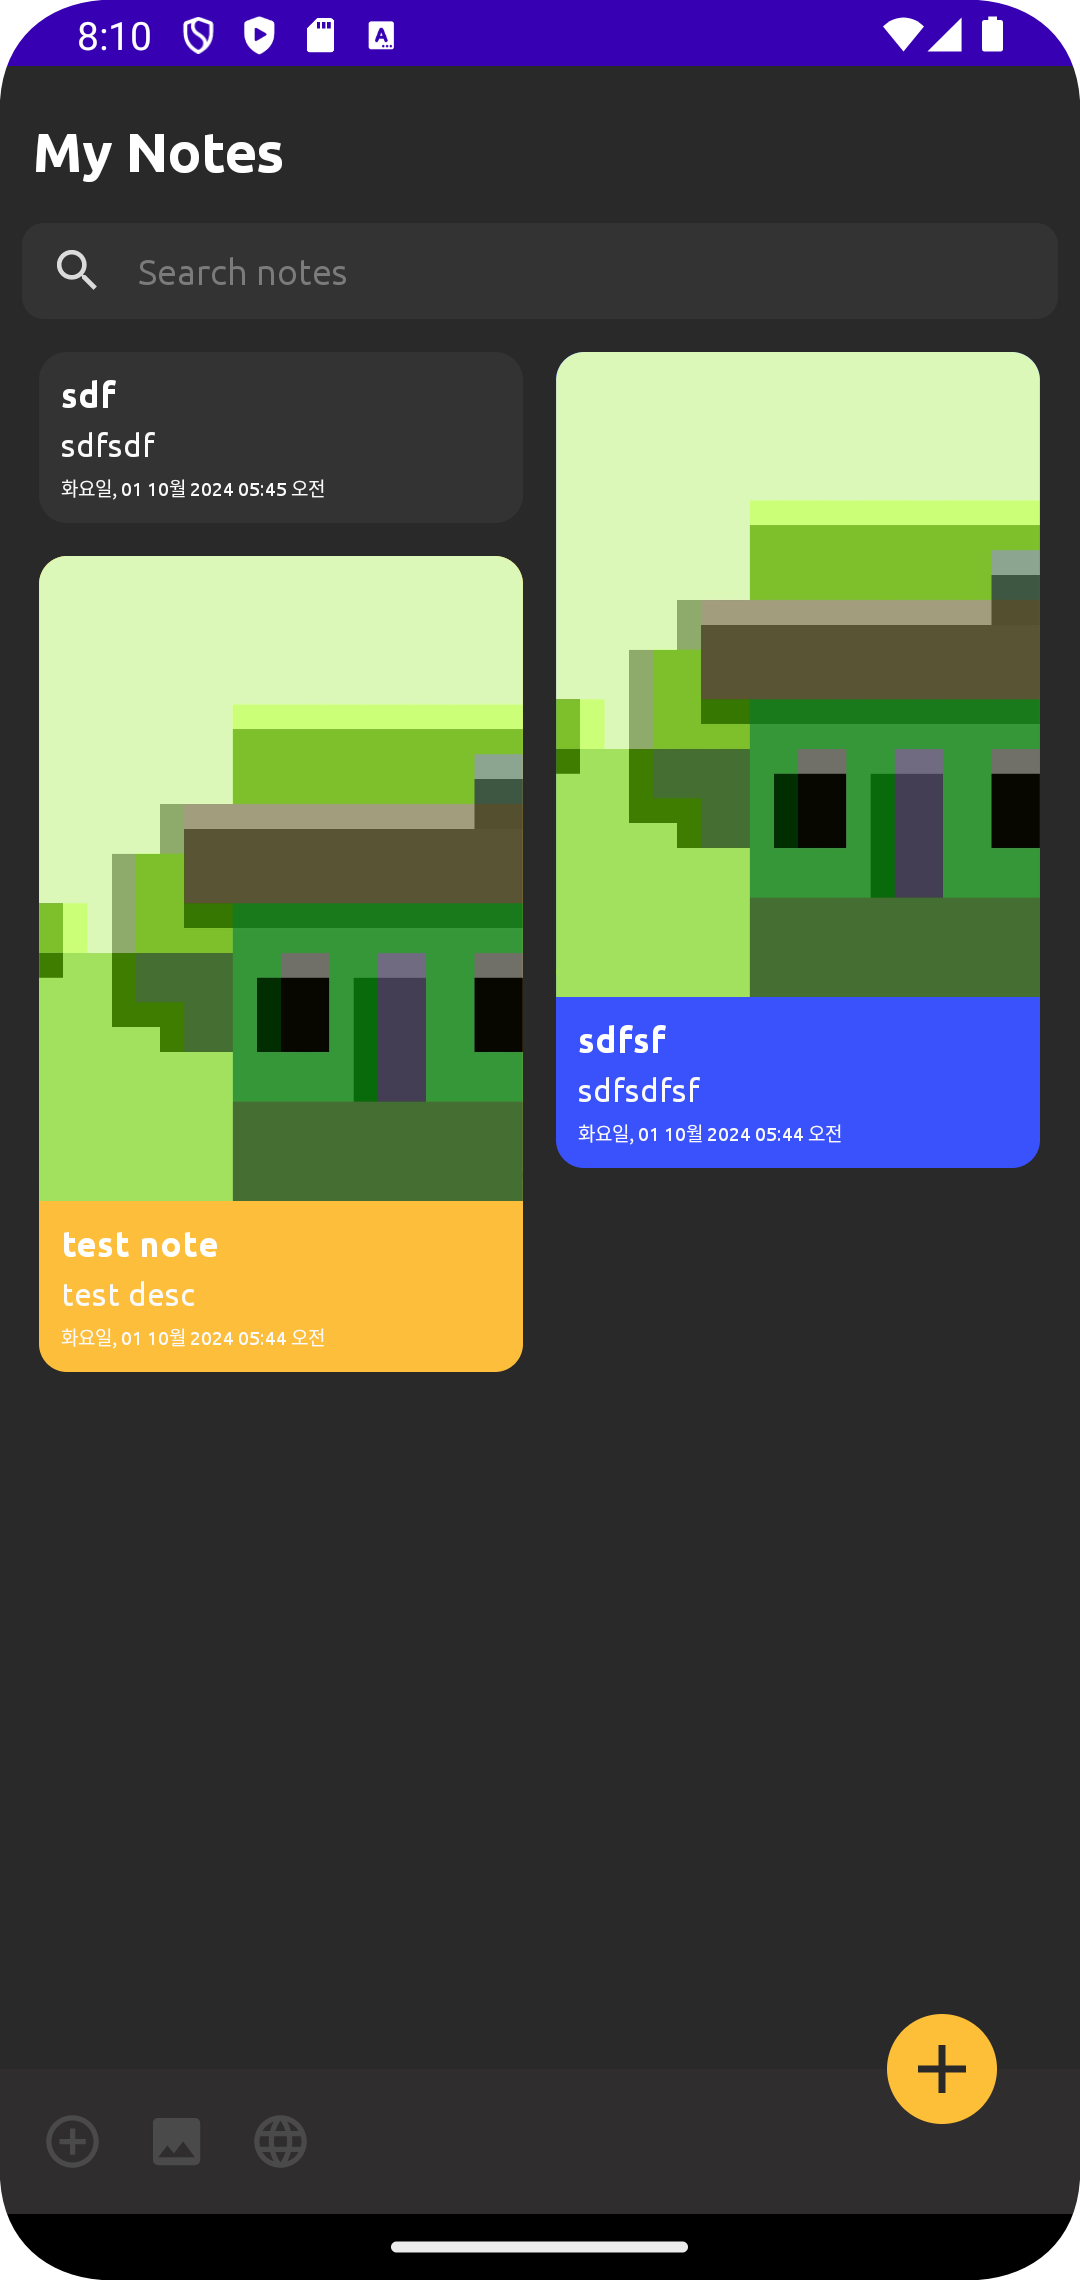 8:10
My Notes
Search notes
sdf
sdfsdf
화요일, 01 10월 2024 05:45 오전
sdfsf
sdfsdfsf
화요일, 01 10월 2024 05:44 오전
test note
test desc
화요일, 01 10월 2024 05:44 오전